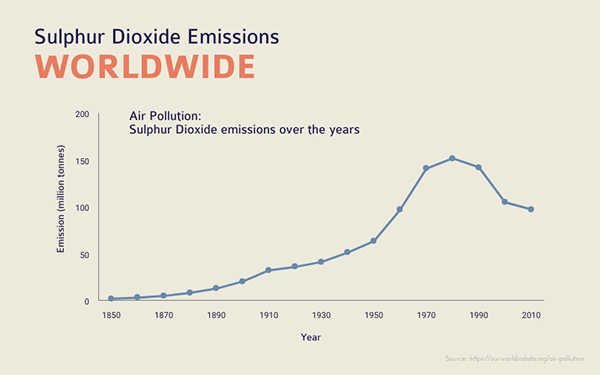 Sulphur Dioxide Emissions
WORLDWIDE
Air Pollution:
Sulphur Dioxide emissions over the years
Emission (million tonnes)
200
150
100
50
0
1850 1870 1890 1910 1930 1950 1970 1990 2010
Year
Source: https://ourworldindata.org/air-pollution